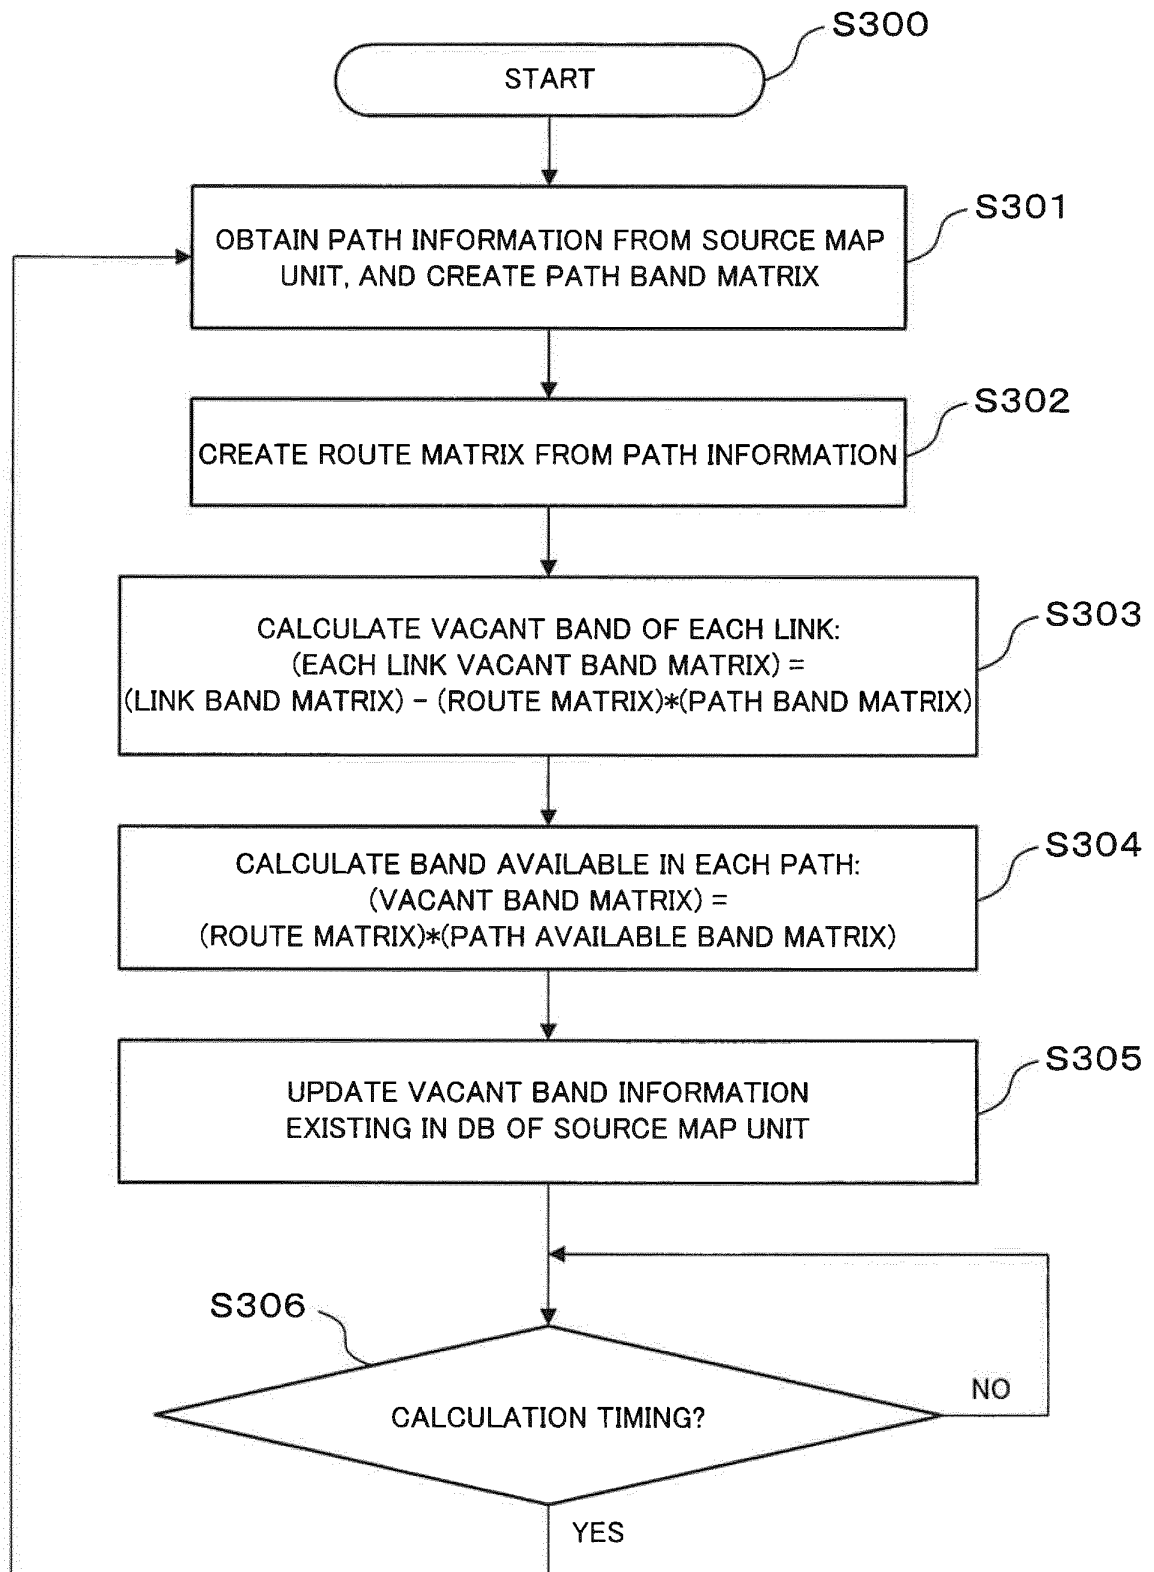 S300
START
S301
OBTAIN PATH INFORMATION FROM SOURCE MAP
UNIT, AND CREATE PATH BAND MATRIX
S302
CREATE ROUTE MATRIX FROM PATH INFORMATION
S303
CALCULATE VACANT BAND OF EACH LINK:
(EACH LINK VACANT BAND MATRIX) =
(LINK BAND MATRIX) - (ROUTE MATRIX)*(PATH BAND MATRIX)
S304
CALCULATE BAND AVAILABLE IN EACH PATH:
(VACANT BAND MATRIX) =
(ROUTE MATRIX)*(PATH AVAILABLE BAND MATRIX)
S305
UPDATE VACANT BAND INFORMATION
EXISTING IN DB OF SOURCE MAP UNIT
S306
CALCULATION TIMING?
NO
YES